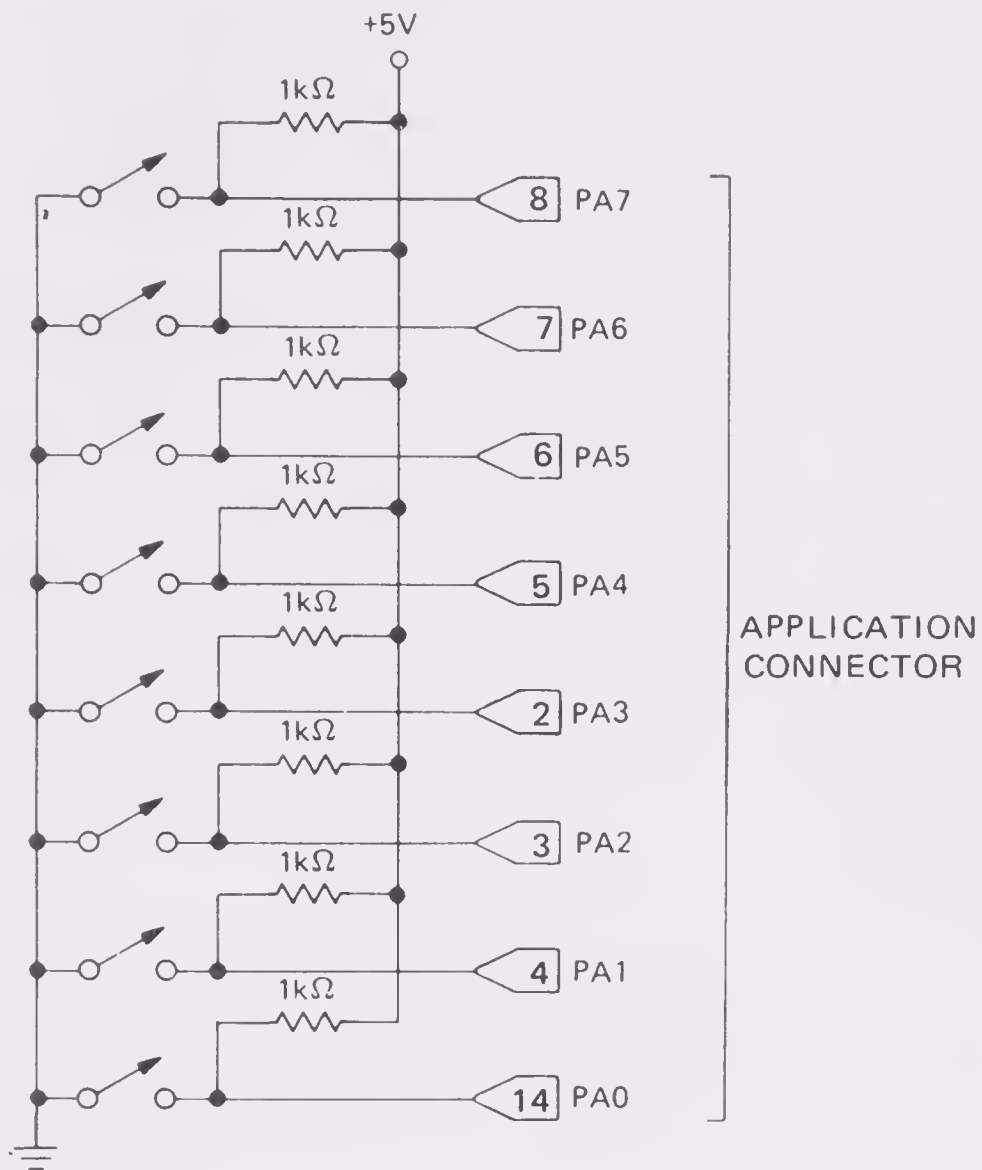 +5V
1kΩ
8 PA7
1kΩ
7 PA6
1kΩ
6 PA5
1kΩ
5 PA4
1kΩ
2 PA3
1kΩ
3 PA2
1kΩ
4 PA1
1kΩ
14 PA0
APPLICATION
CONNECTOR